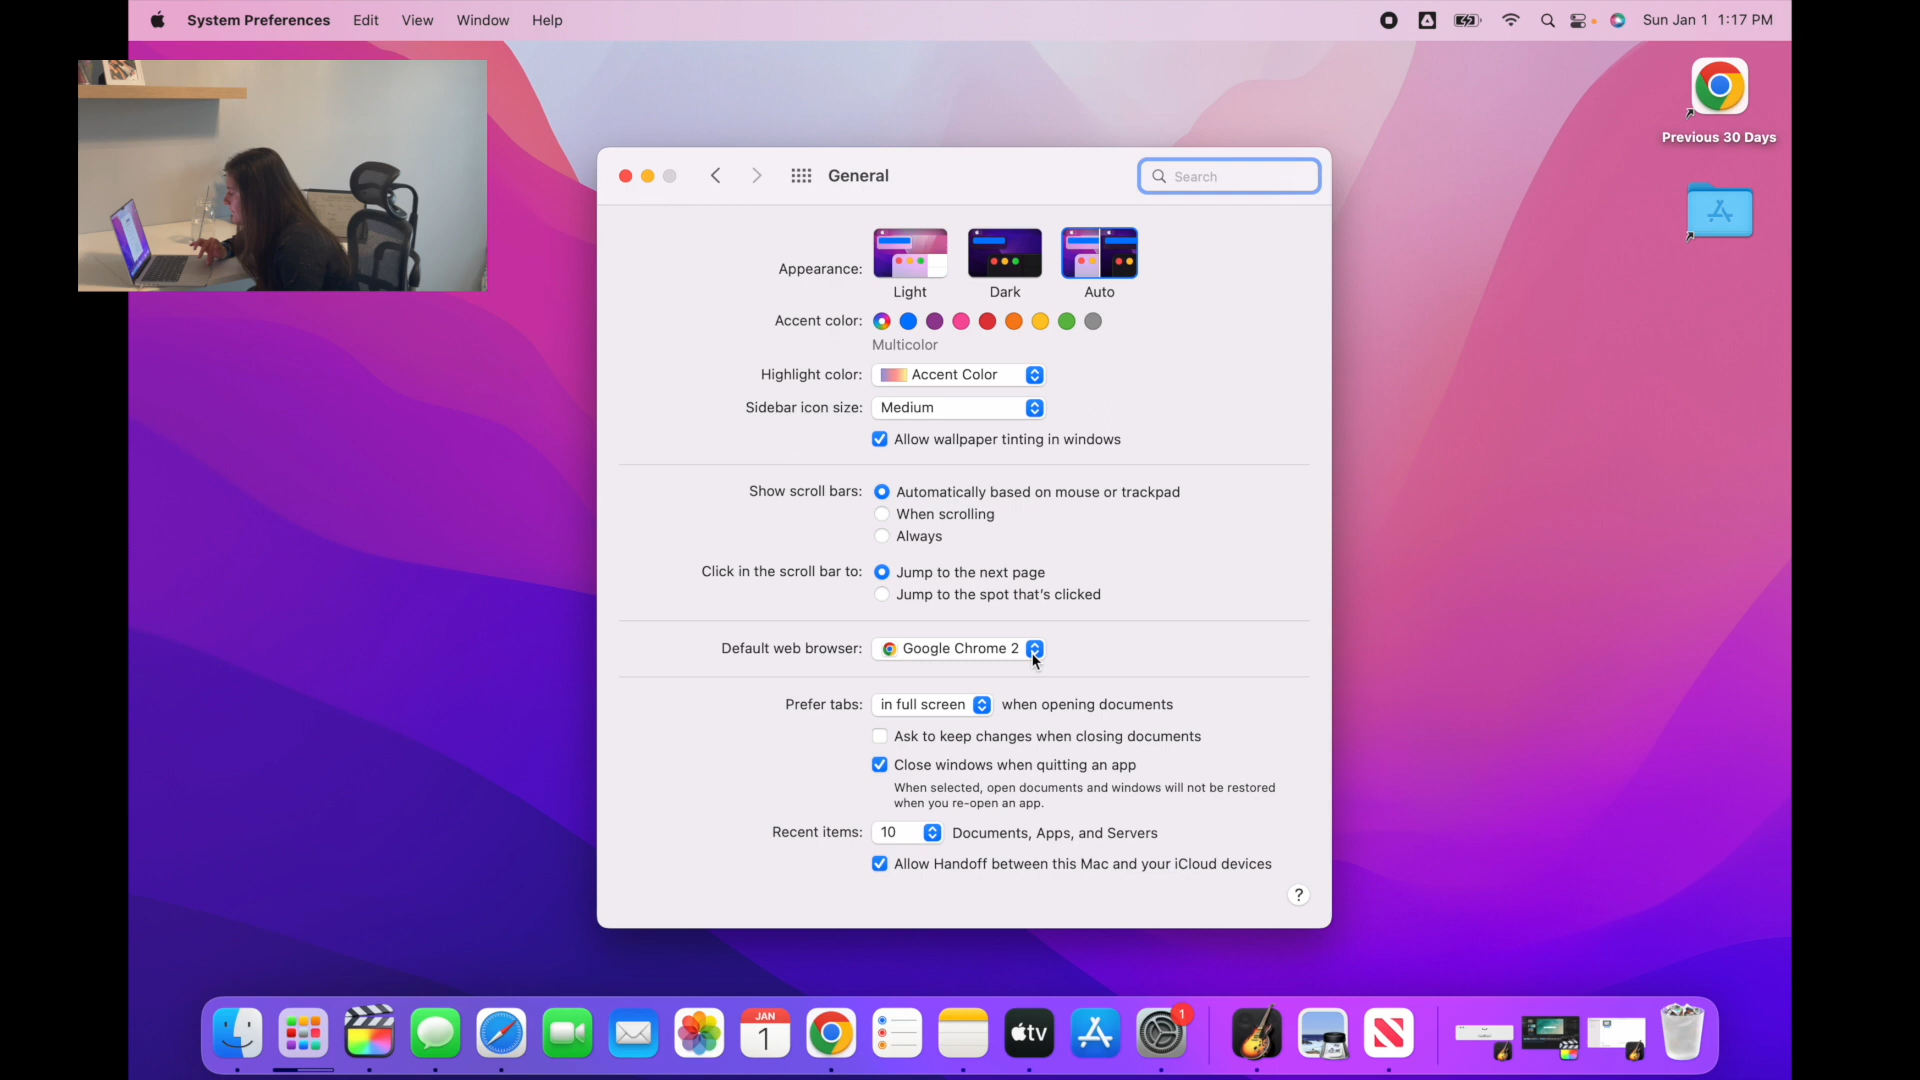 System Preferences Edit View Window Help
Sun Jan 1 1:17 PM
Previous 30 Days
General
Search
Appearance:
Light Dark Auto
Accent color:
Multicolor
Highlight color: Accent Color
Sidebar icon size: Medium
Allow wallpaper tinting in windows
Show scroll bars: Automatically based on mouse or trackpad
When scrolling
Always
Click in the scroll bar to: Jump to the next page
Jump to the spot that's clicked
Default web browser: Google Chrome 2
Prefer tabs: in full screen when opening documents
Ask to keep changes when closing documents
Close windows when quitting an app
When selected, open documents and windows will not be restored
when you re-open an app.
Recent items: 10 Documents, Apps, and Servers
Allow Handoff between this Mac and your iCloud devices
?
JAN
1
tv
1